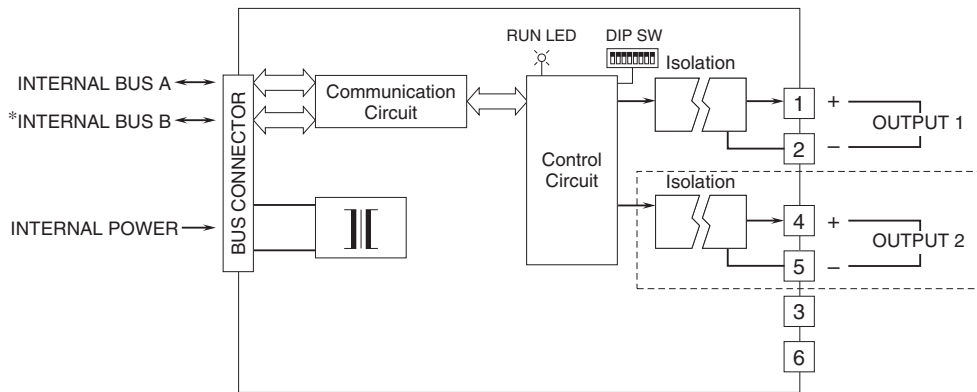 RUN LED
DIP SW
INTERNAL BUS A
*INTERNAL BUS B
INTERNAL POWER
BUS CONNECTOR
Communication
Circuit
Control
Circuit
Isolation
1
+
OUTPUT 1
2
–
Isolation
4
+
OUTPUT 2
5
–
3
6